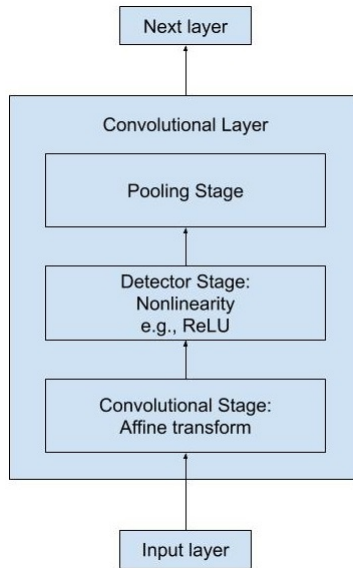 Next layer
Convolutional Layer
Pooling Stage
Detector Stage:
Nonlinearity
e.g., ReLU
Convolutional Stage:
Affine transform
Input layer